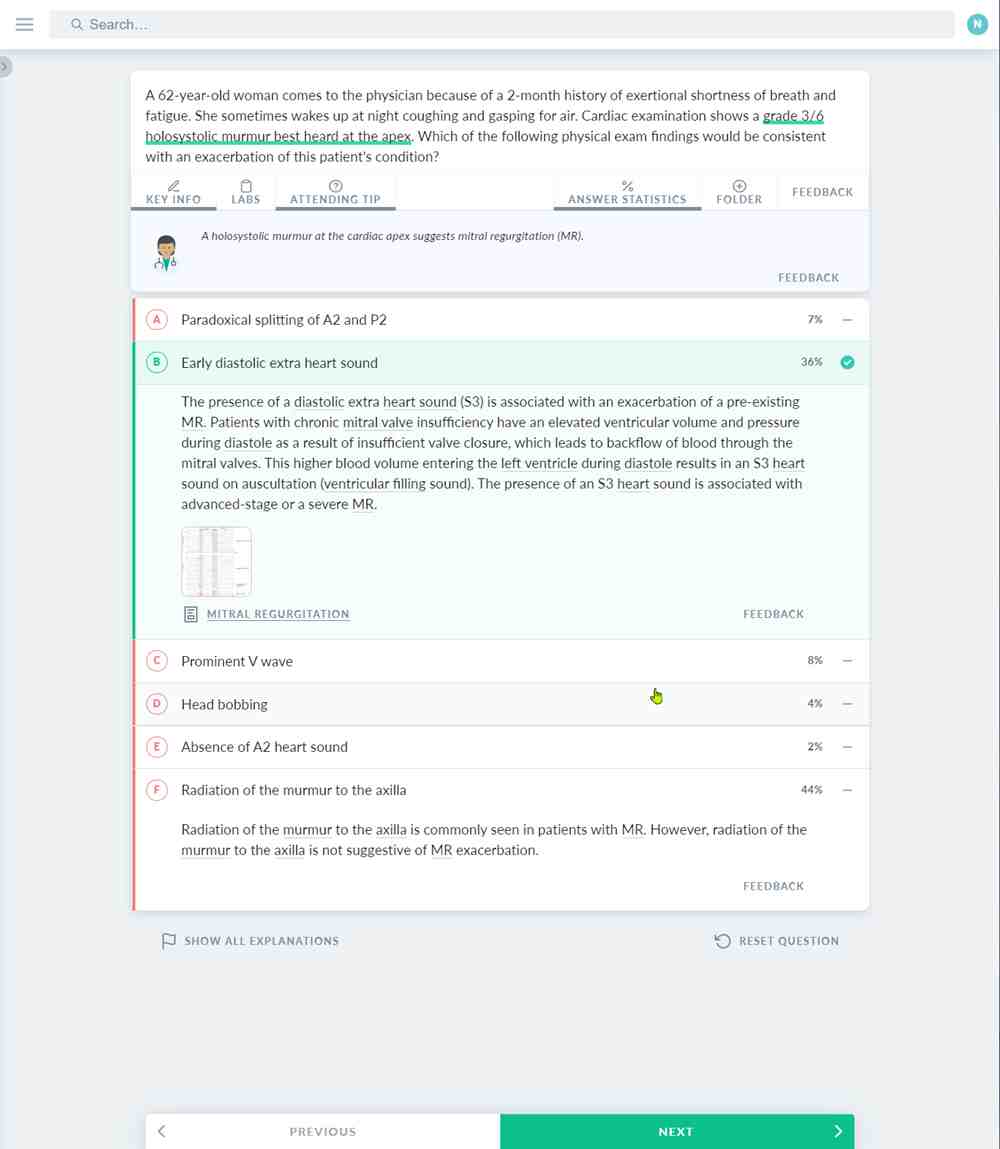 Search...
N
A 62-year-old woman comes to the physician because of a 2-month history of exertional shortness of breath and
fatigue. She sometimes wakes up at night coughing and gasping for air. Cardiac examination shows a grade 3/6
holosystolic murmur best heard at the apex. Which of the following physical exam findings would be consistent
with an exacerbation of this patient's condition?
KEY INFO LABS ATTENDING TIP ANSWER STATISTICS FOLDER FEEDBACK
A holosystolic murmur at the cardiac apex suggests mitral regurgitation (MR).
FEEDBACK
A Paradoxical splitting of A2 and P2 7%
B Early diastolic extra heart sound 36%
The presence of a diastolic extra heart sound (S3) is associated with an exacerbation of a pre-existing
MR. Patients with chronic mitral valve insufficiency have an elevated ventricular volume and pressure
during diastole as a result of insufficient valve closure, which leads to backflow of blood through the
mitral valves. This higher blood volume entering the left ventricle during diastole results in an S3 heart
sound on auscultation (ventricular filling sound). The presence of an S3 heart sound is associated with
advanced-stage or a severe MR.
MITRAL REGURGITATION FEEDBACK
C Prominent V wave 8%
D Head bobbing 4%
E Absence of A2 heart sound 2%
F Radiation of the murmur to the axilla 44%
Radiation of the murmur to the axilla is commonly seen in patients with MR. However, radiation of the
murmur to the axilla is not suggestive of MR exacerbation.
FEEDBACK
SHOW ALL EXPLANATIONS RESET QUESTION
PREVIOUS NEXT